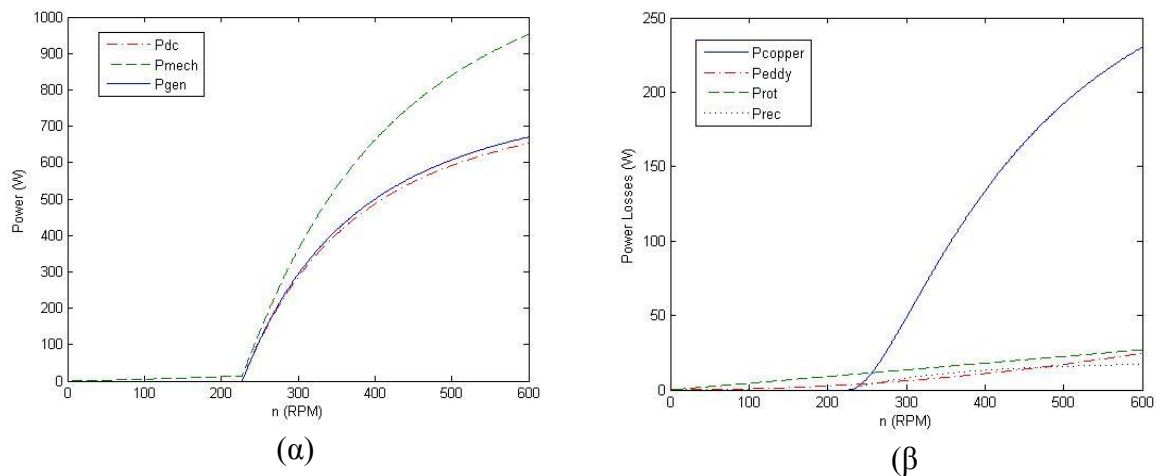 1000
900
800
700
600
500
400
300
200
100
0
Power (W)
Pdc
Pmech
Pgen
0 100 200 300 400 500 600
n (RPM)
(α)
250
200
150
100
50
0
Power Losses (W)
Pcopper
Peddy
Prot
Prec
0 100 200 300 400 500 600
n (RPM)
(β